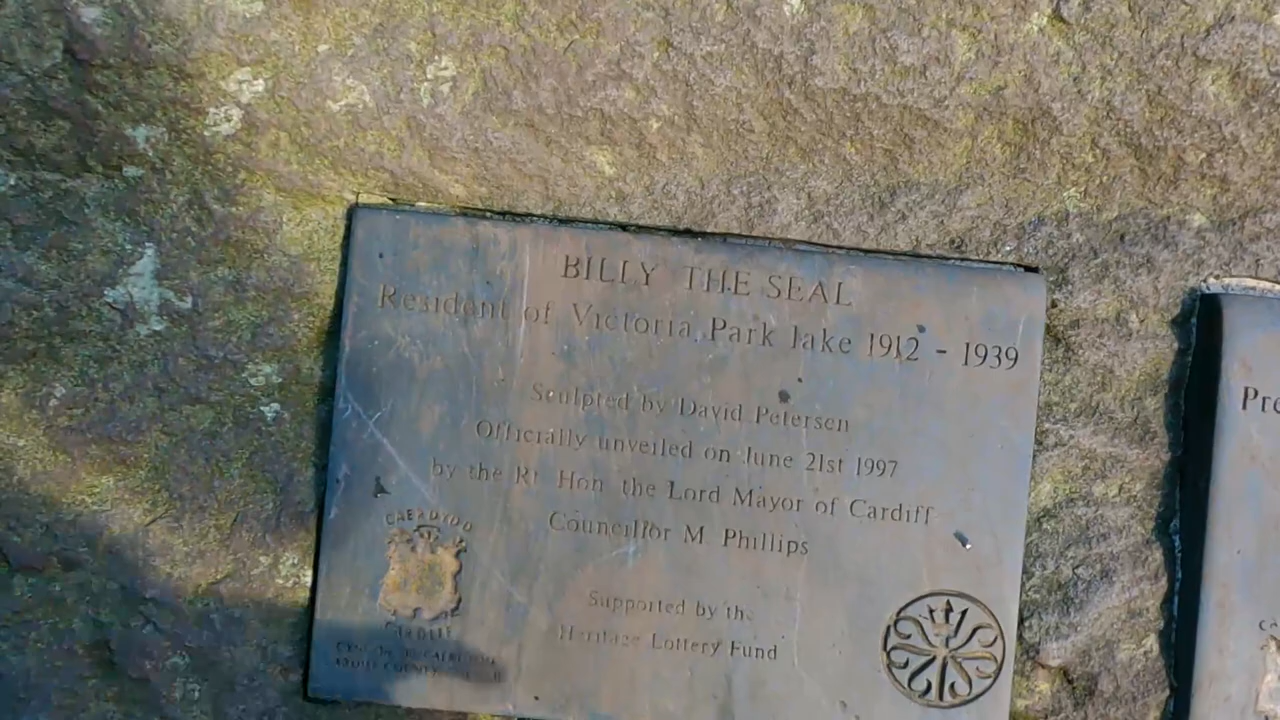 BILLY THE SEAL
Resident of Victoria Park lake 1912 - 1939
Sculpted by David Petersen
Officially unveiled on June 21st 1997
by the Rt Hon the Lord Mayor of Cardiff
Councillor M Phillips
Supported by the
Heritage Lottery Fund
CAERDYDD
CARDIFF